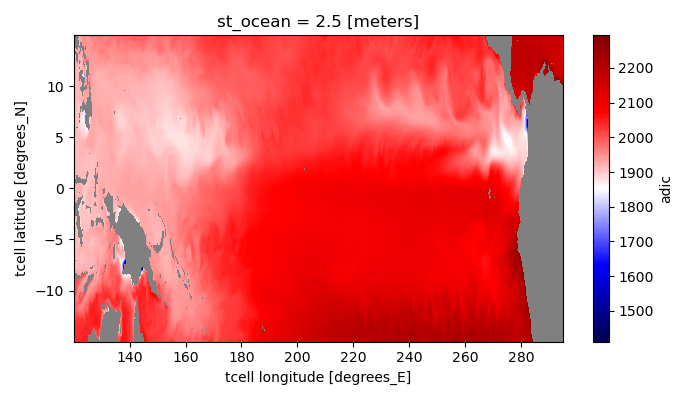 st_ocean = 2.5 [meters]
10
5
0
−5
−10
tcell latitude [degrees_N]
140 160 180 200 220 240 260 280
tcell longitude [degrees_E]
2200
2100
2000
1900
1800
1700
1600
1500
adic